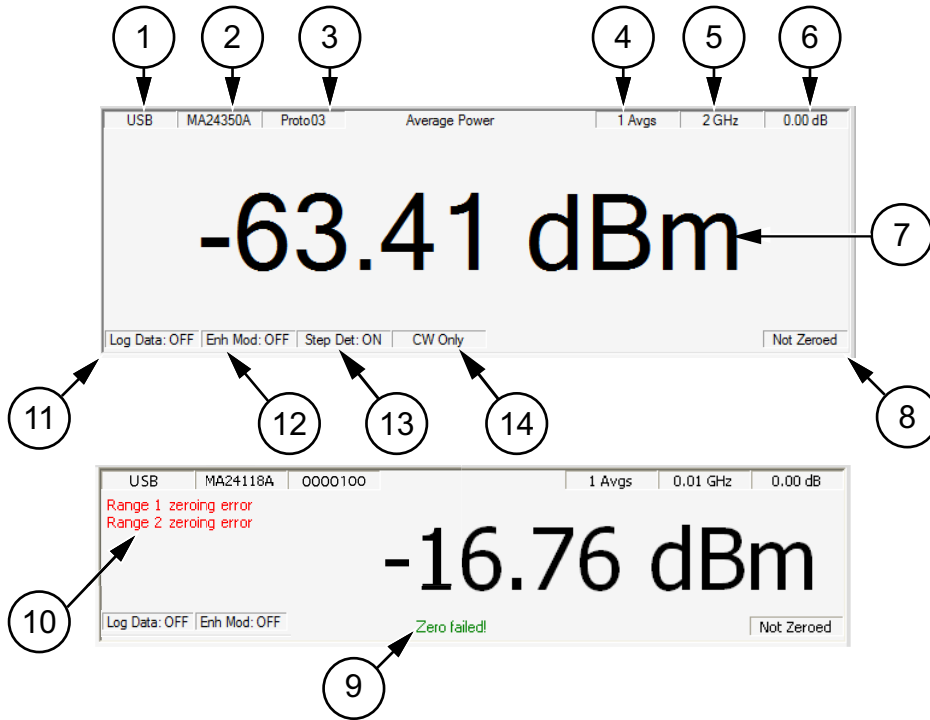 1 2 3 4 5 6
USB MA24350A Proto03 Average Power 1 Avgs 2 GHz 0.00 dB
-63.41 dBm
7
Log Data: OFF Enh Mod: OFF Step Det: ON CW Only Not Zeroed
11 12 13 14 8
USB MA24118A 0000100 1 Avgs 0.01 GHz 0.00 dB
Range 1 zeroing error
Range 2 zeroing error
-16.76 dBm
10
Log Data: OFF Enh Mod: OFF Zero failed! Not Zeroed
9